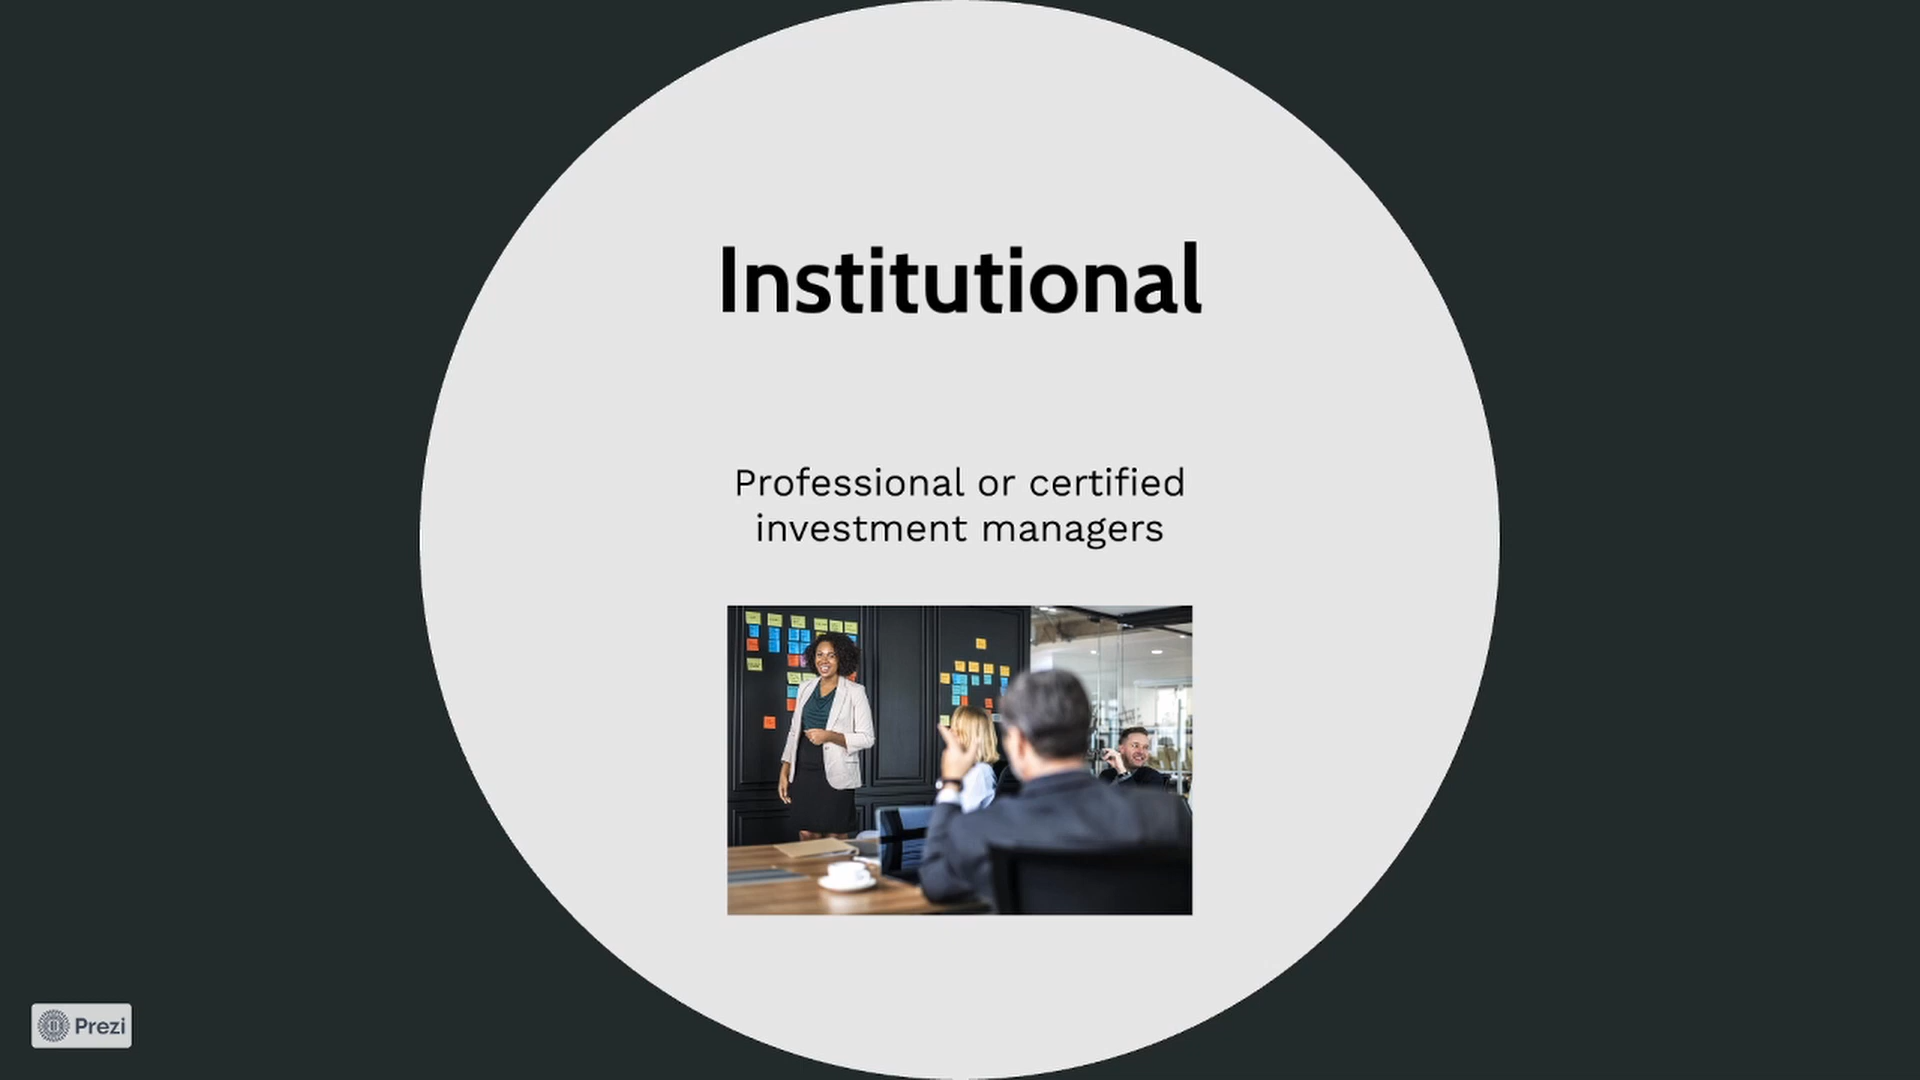 Institutional
Professional or certified
investment managers
Prezi